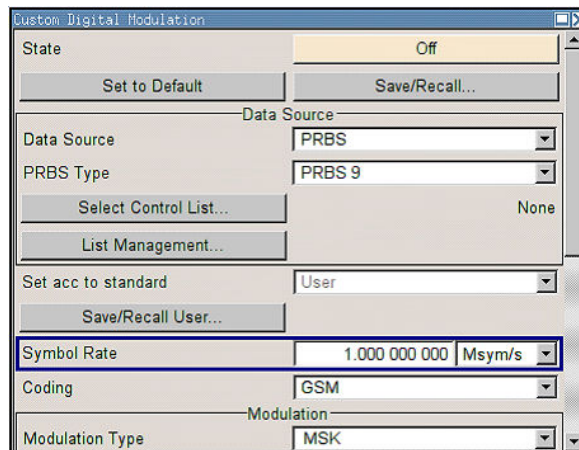 Custom Digital Modulation
State Off
Set to Default Save/Recall...
Data Source
Data Source PRBS
PRBS Type PRBS 9
Select Control List... None
List Management...
Set acc to standard User
Save/Recall User...
Symbol Rate 1.000 000 000 Msym/s
Coding GSM
Modulation
Modulation Type MSK